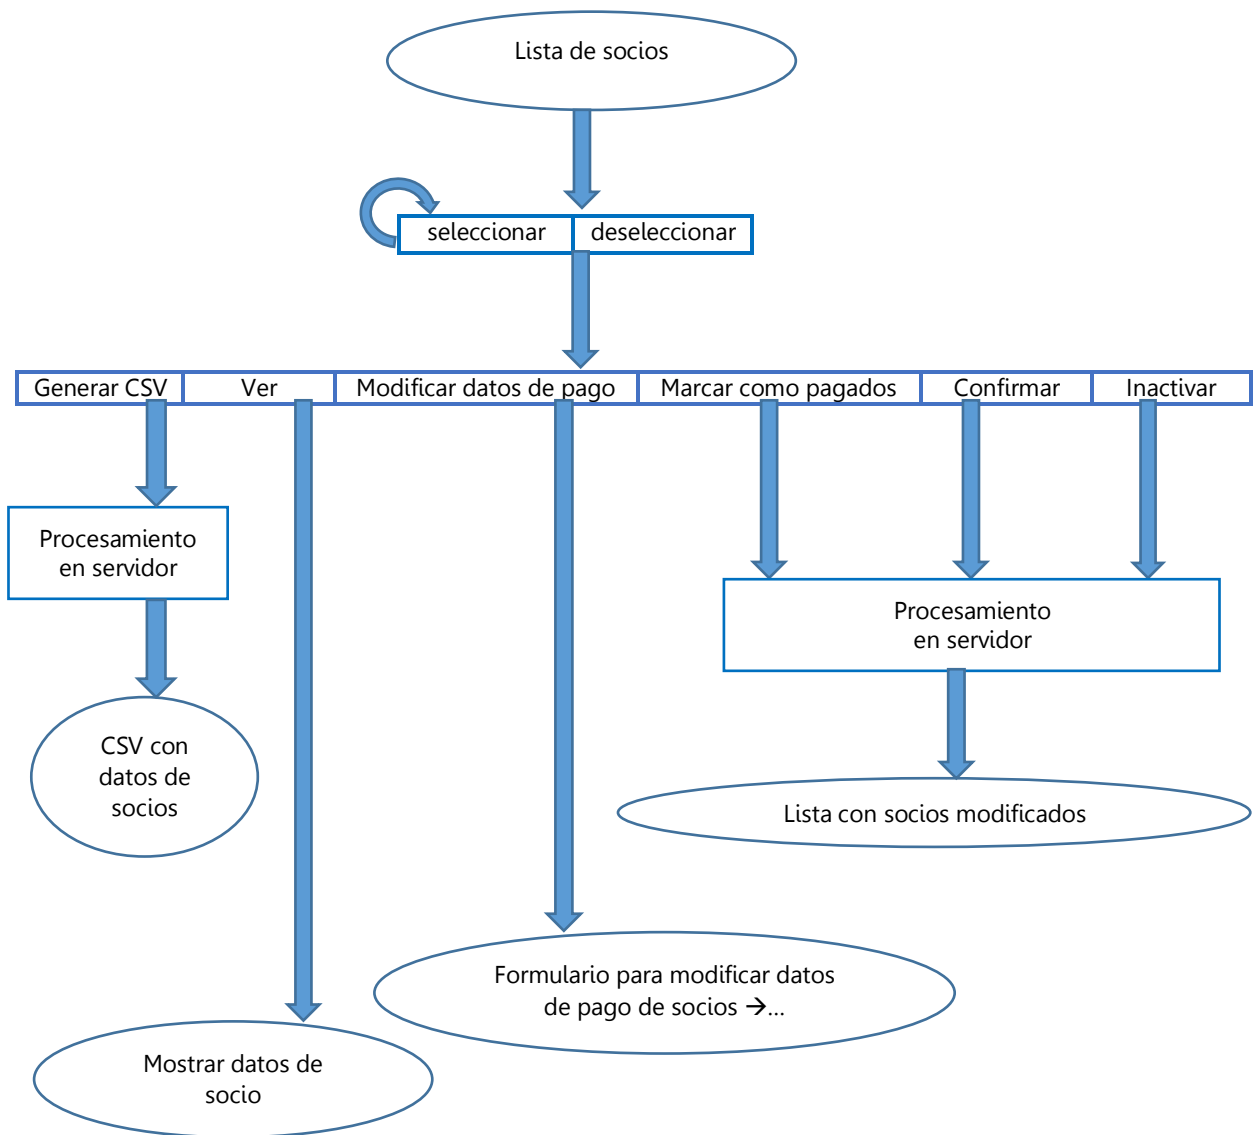 Lista de socios
seleccionar
deseleccionar
Generar CSV
Ver
Modificar datos de pago
Marcar como pagados
Confirmar
Inactivar
Procesamiento
en servidor
Procesamiento
en servidor
CSV con
datos de
socios
Lista con socios modificados
Formulario para modificar datos
de pago de socios →...
Mostrar datos de
socio